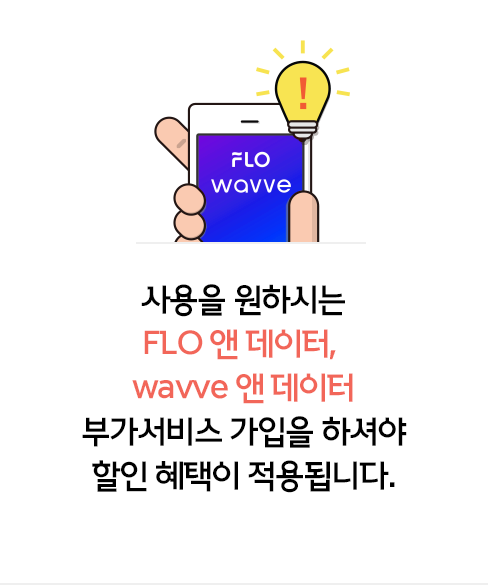 !
FLO
wavve
사용을 원하시는
FLO 앤 데이터,
wavve 앤 데이터
부가서비스 가입을 하셔야
할인 혜택이 적용됩니다.